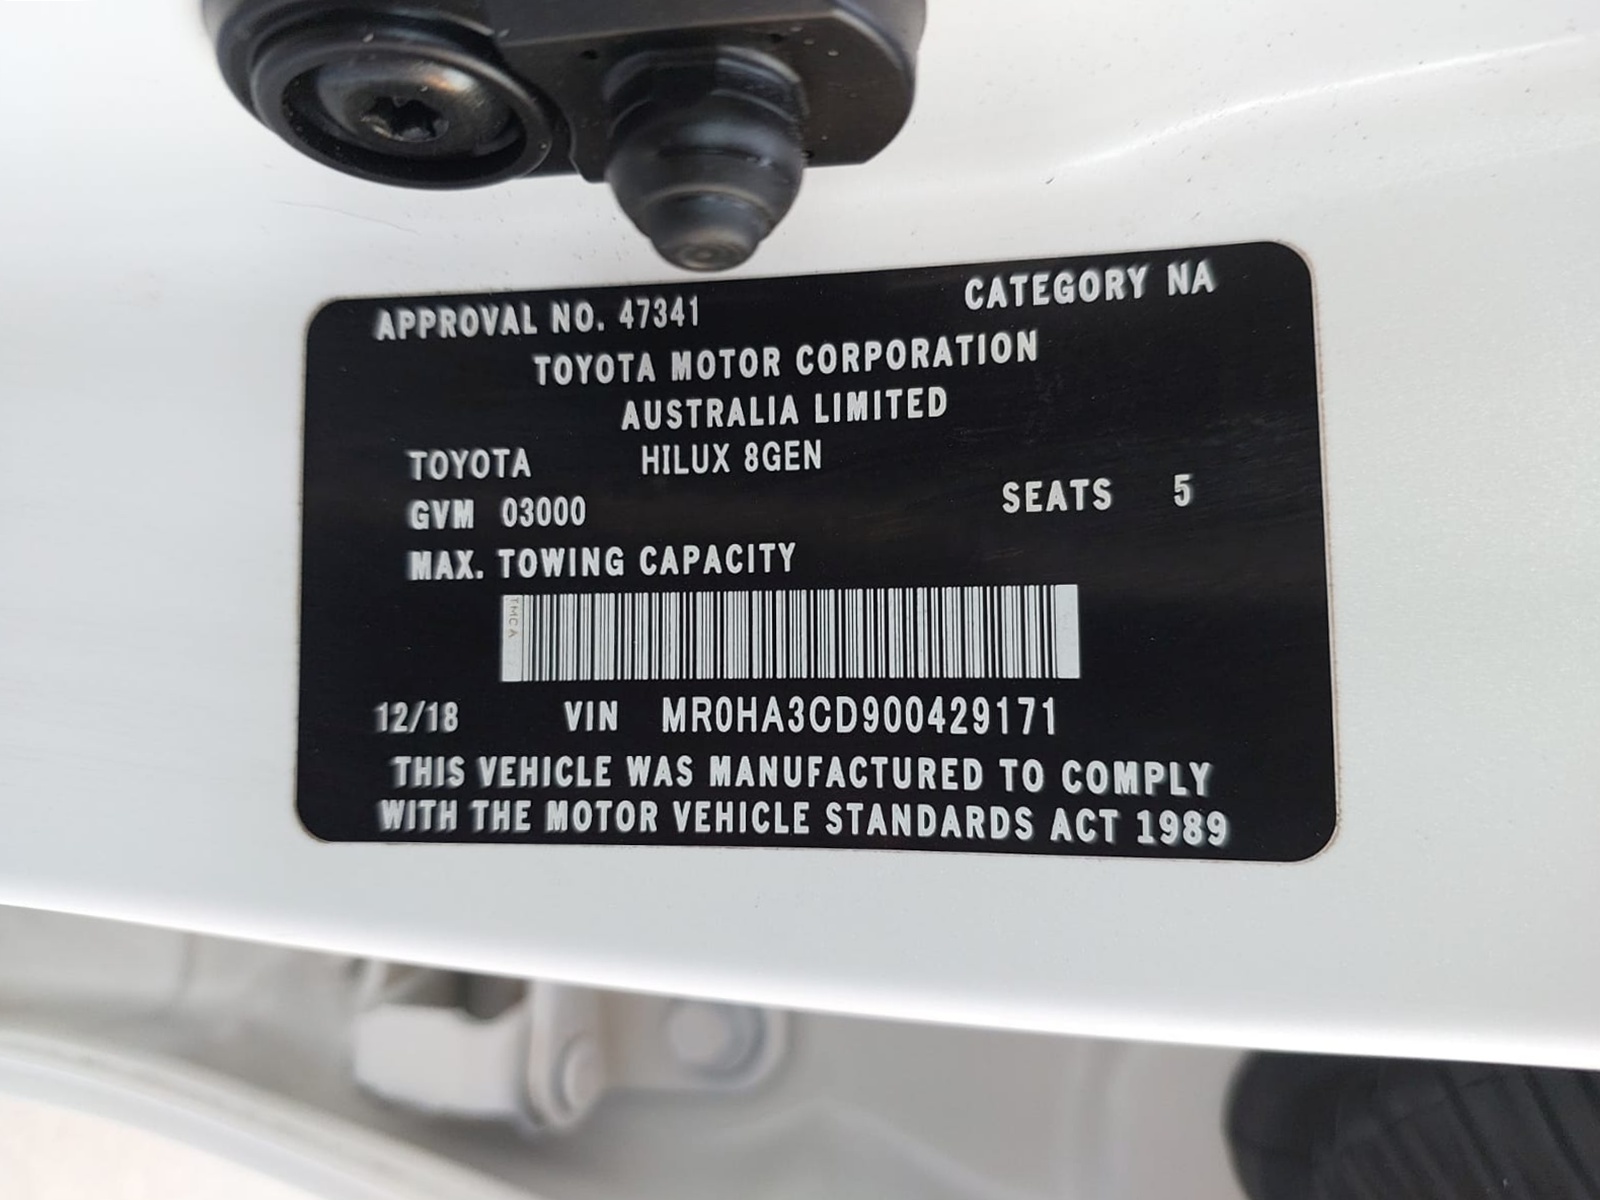 APPROVAL NO. 47341 CATEGORY NA
TOYOTA MOTOR CORPORATION
AUSTRALIA LIMITED
TOYOTA HILUX 8GEN
GVM 03000 SEATS 5
MAX. TOWING CAPACITY
TMCA
12/18 VIN MR0HA3CD900429171
THIS VEHICLE WAS MANUFACTURED TO COMPLY
WITH THE MOTOR VEHICLE STANDARDS ACT 1989